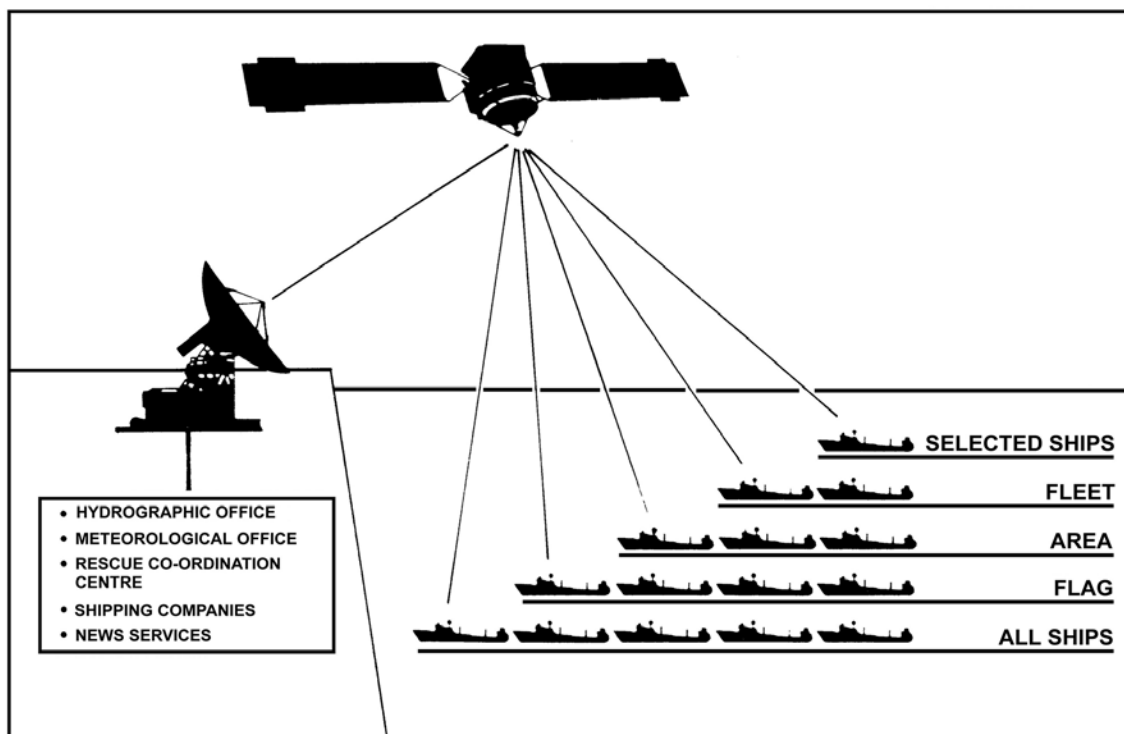 SELECTED SHIPS
FLEET
AREA
FLAG
ALL SHIPS
• HYDROGRAPHIC OFFICE
• METEOROLOGICAL OFFICE
• RESCUE CO-ORDINATION
CENTRE
• SHIPPING COMPANIES
• NEWS SERVICES